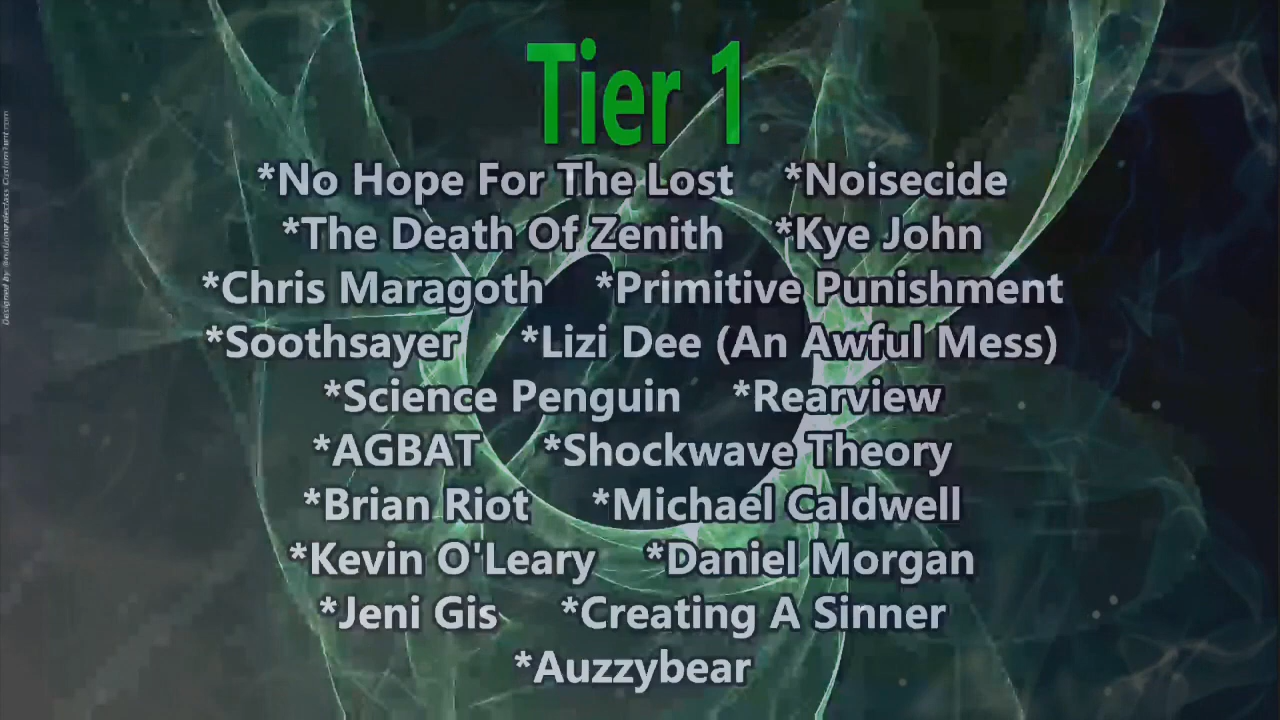 Tier 1
*No Hope For The Lost *Noisecide
*The Death Of Zenith *Kye John
*Chris Maragoth *Primitive Punishment
*Soothsayer *Lizi Dee (An Awful Mess)
*Science Penguin *Rearview
*AGBAT *Shockwave Theory
*Brian Riot *Michael Caldwell
*Kevin O'Leary *Daniel Morgan
*Jeni Gis *Creating A Sinner
*Auzzybear
Designed by